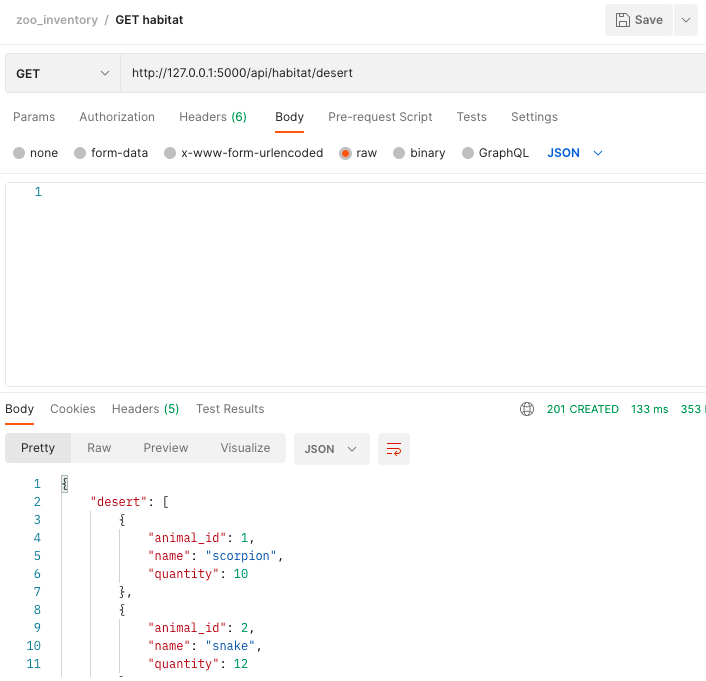 zoo_inventory / GET habitat
Save
GET
http://127.0.0.1:5000/api/habitat/desert
Params Authorization Headers (6) Body Pre-request Script Tests Settings
none form-data x-www-form-urlencoded raw binary GraphQL JSON
1
Body Cookies Headers (5) Test Results 201 CREATED 133 ms 353
Pretty Raw Preview Visualize JSON
1 {
2 "desert": [
3 {
4 "animal_id": 1,
5 "name": "scorpion",
6 "quantity": 10
7 },
8 {
9 "animal_id": 2,
10 "name": "snake",
11 "quantity": 12